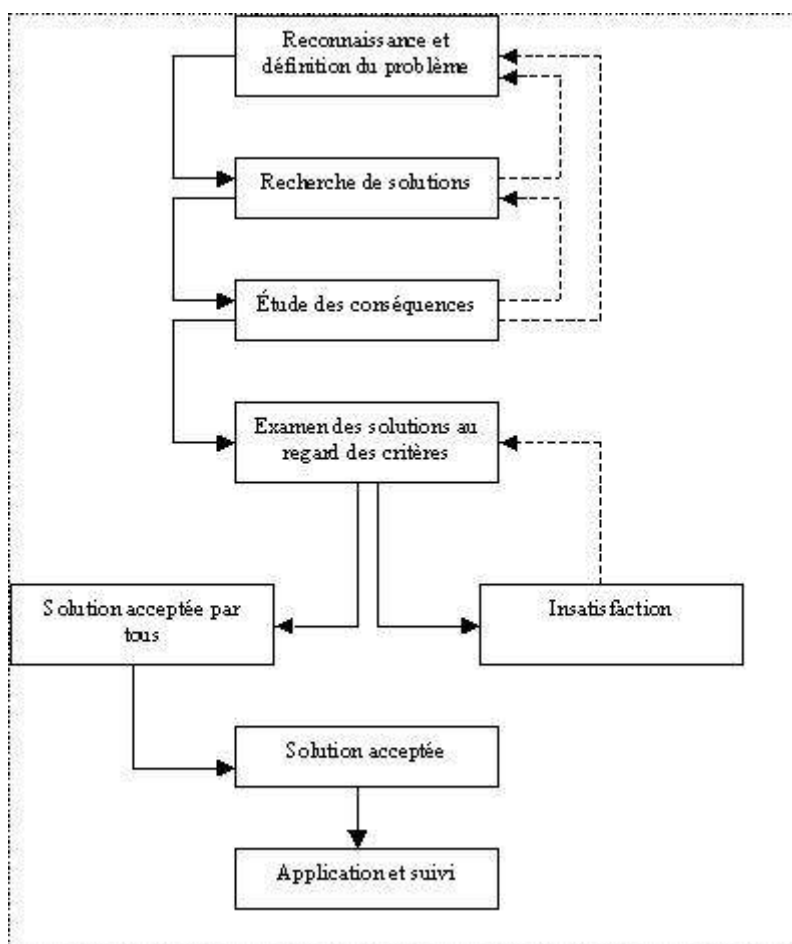 Reconnaissance et
définition du problème
Recherche de solutions
Étude des conséquences
Examen des solutions au
regard des critères
Solution acceptée par
tous
Insatisfaction
Solution acceptée
Application et suivi